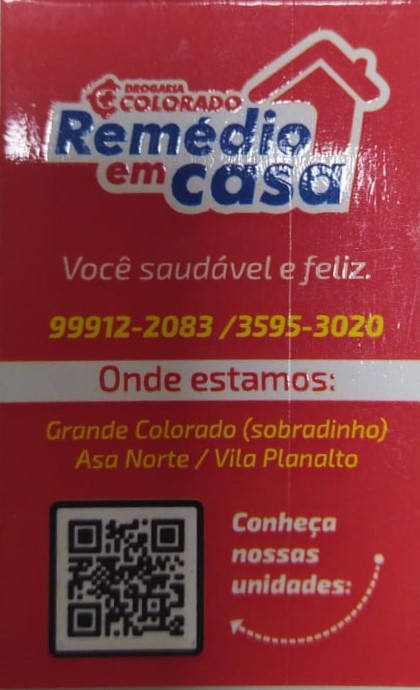 DROGARIA
COLORADO
Remédio
em casa
Você saudável e feliz.
99912-2083 /3595-3020
Onde estamos:
Grande Colorado (sobradinho)
Asa Norte / Vila Planalto
Conheça
nossas
unidades: